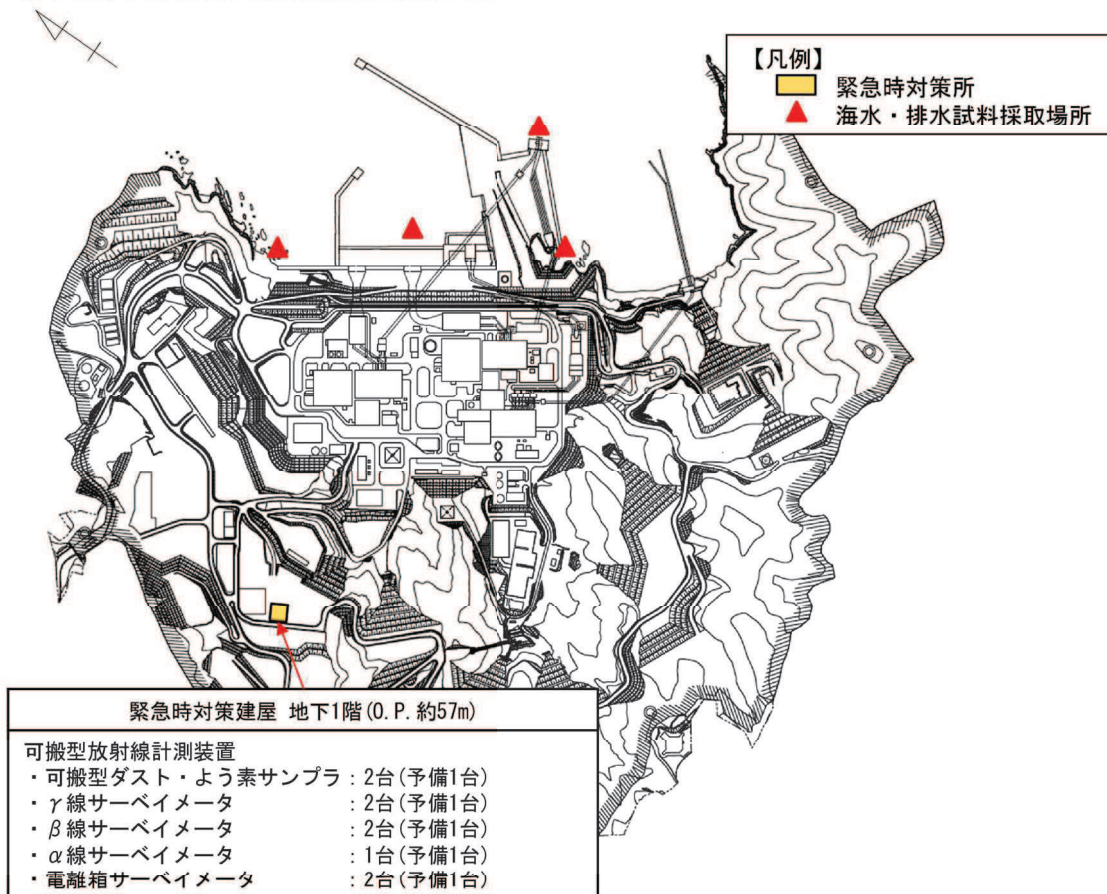 【凡例】
緊急時対策所
海水・排水試料採取場所
緊急時対策建屋 地下1階(O.P.約57m)
可搬型放射線計測装置
・可搬型ダスト・よう素サンプラ：2台(予備1台)
・γ線サーベイメータ：2台(予備1台)
・β線サーベイメータ：2台(予備1台)
・α線サーベイメータ：1台(予備1台)
・電離箱サーベイメータ：2台(予備1台)